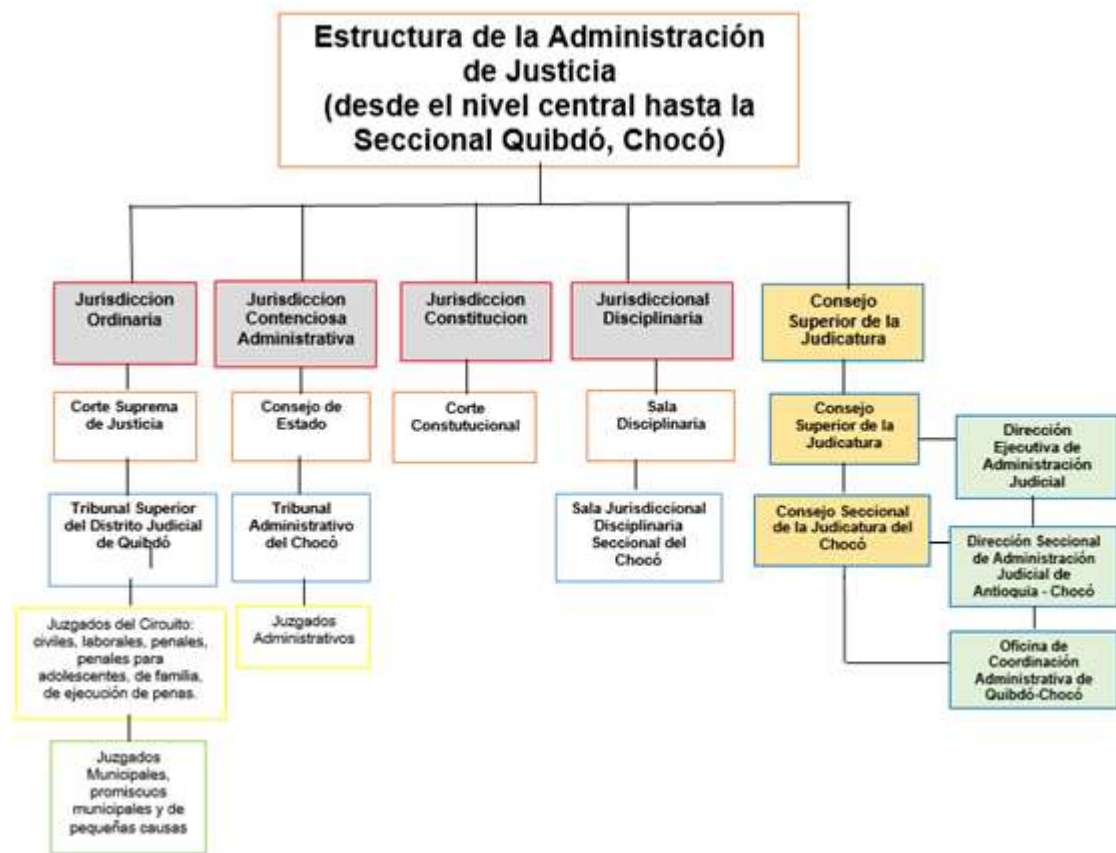 Estructura de la Administración
de Justicia
(desde el nivel central hasta la
Seccional Quibdó, Chocó)
Jurisdiccion
Ordinaria
Jurisdiccion
Contenciosa
Administrativa
Jurisdiccion
Constitucion
Jurisdiccional
Disciplinaria
Consejo
Superior de la
Judicatura
Corte Suprema
de Justicia
Consejo de
Estado
Corte
Constutucional
Sala
Disciplinaria
Consejo
Superior de la
Judicatura
Dirección
Ejecutiva de
Administración
Judicial
Tribunal Superior
del Distrito Judicial
de Quibdó
Tribunal
Administrativo
del Chocó
Sala Jurisdiccional
Disciplinaria
Seccional del
Chocó
Consejo Seccional
de la Judicatura del
Chocó
Dirección Seccional
de Administración
Judicial de
Antioquia - Chocó
Juzgados del Circuito:
civiles, laborales, penales,
penales para
adolescentes, de familia,
de ejecución de penas.
Juzgados
Administrativos
Oficina de
Coordinación
Administrativa de
Quibdó-Chocó
Juzgados
Municipales,
promiscuos
municipales y de
pequeñas causas